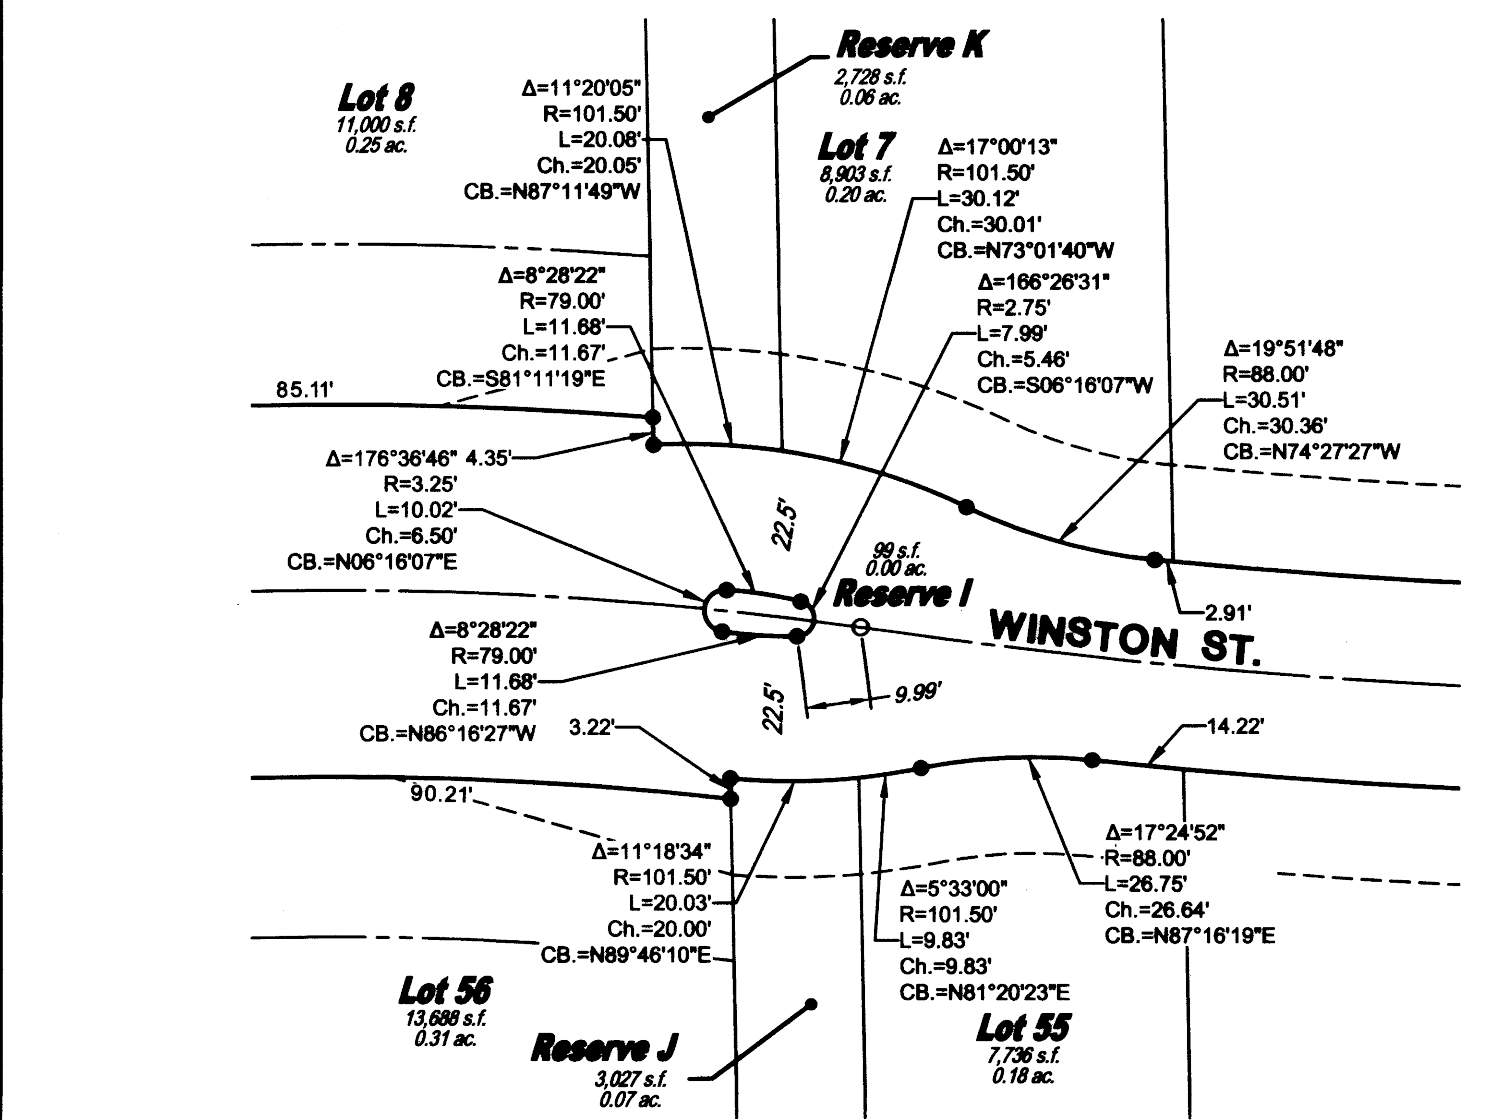 Reserve K
2,728 s.f.
0.06 ac.
Lot 8
11,000 s.f.
0.25 ac.
Δ=11°20'05"
R=101.50'
L=20.08'
Ch.=20.05'
CB.=N87°11'49"W
Lot 7
8,903 s.f.
0.20 ac.
Δ=17°00'13"
R=101.50'
L=30.12'
Ch.=30.01'
CB.=N73°01'40"W
Δ=8°28'22"
R=79.00'
L=11.68'
Ch.=11.67'
CB.=S81°11'19"E
Δ=166°26'31"
R=2.75'
L=7.99'
Ch.=5.46'
CB.=S06°16'07"W
Δ=19°51'48"
R=88.00'
L=30.51'
Ch.=30.36'
CB.=N74°27'27"W
85.11'
Δ=176°36'46" 4.35'
R=3.25'
L=10.02'
Ch.=6.50'
CB.=N06°16'07"E
22.5'
99 s.f.
0.00 ac.
Reserve I
2.91'
WINSTON ST.
Δ=8°28'22"
R=79.00'
L=11.68'
Ch.=11.67'
CB.=N86°16'27"W
3.22'
22.5'
9.99'
14.22'
90.21'
Δ=11°18'34"
R=101.50'
L=20.03'
Ch.=20.00'
CB.=N89°46'10"E
Δ=5°33'00"
R=101.50'
L=9.83'
Ch.=9.83'
CB.=N81°20'23"E
Δ=17°24'52"
R=88.00'
L=26.75'
Ch.=26.64'
CB.=N87°16'19"E
Lot 56
13,688 s.f.
0.31 ac.
Reserve J
3,027 s.f.
0.07 ac.
Lot 55
7,736 s.f.
0.18 ac.